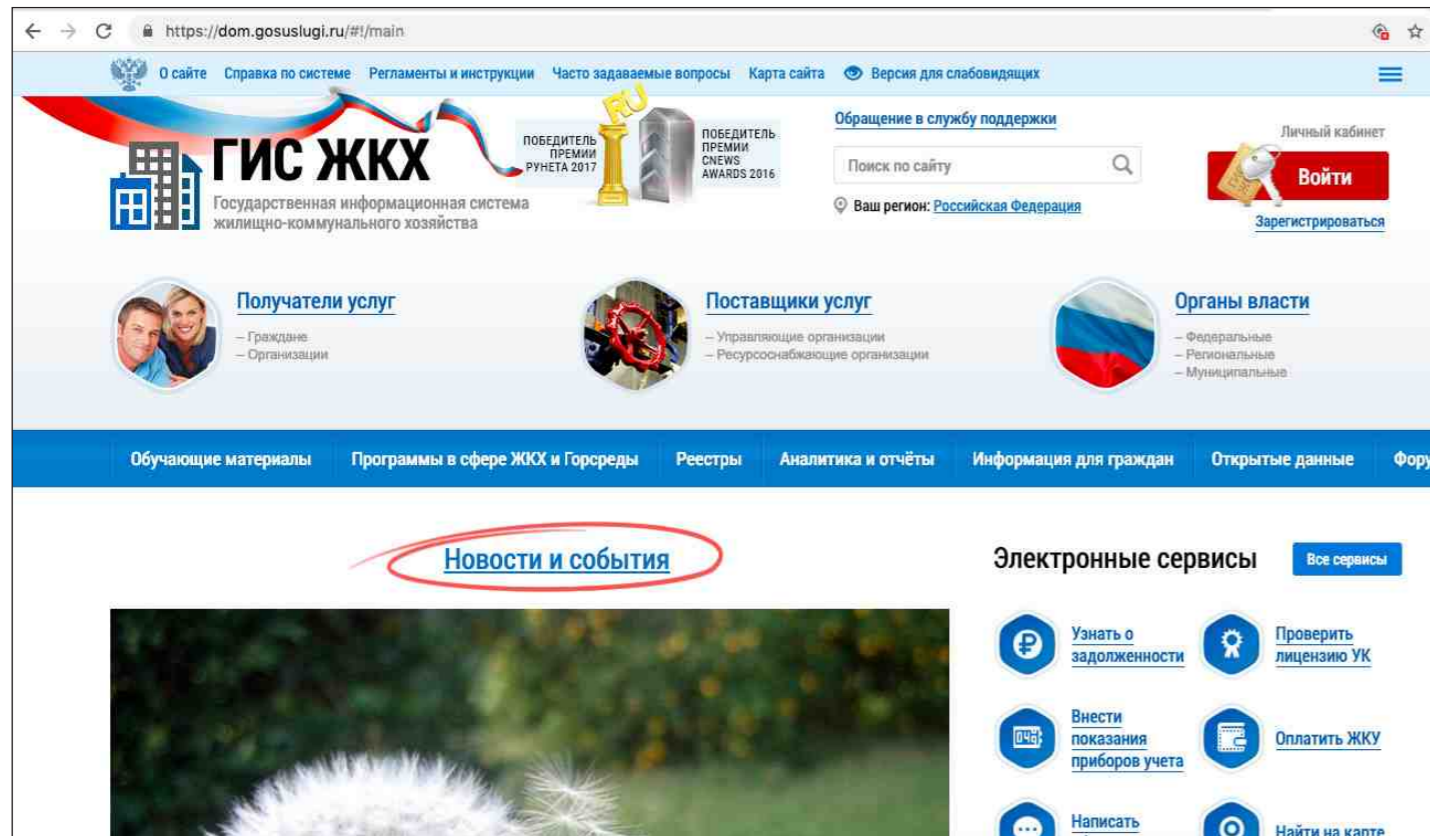 https://dom.gosuslugi.ru/#!/main
О сайте Справка по системе Регламенты и инструкции Часто задаваемые вопросы Карта сайта Версия для слабовидящих
ГИС ЖКХ
Государственная информационная система
жилищно-коммунального хозяйства
ПОБЕДИТЕЛЬ
ПРЕМИИ
РУНЕТА 2017
RU
ПОБЕДИТЕЛЬ
ПРЕМИИ
CNEWS
AWARDS 2016
Обращение в службу поддержки
Поиск по сайту
Ваш регион: Российская Федерация
Личный кабинет
Войти
Зарегистрироваться
Получатели услуг
– Граждане
– Организации
Поставщики услуг
– Управляющие организации
– Ресурсоснабжающие организации
Органы власти
– Федеральные
– Региональные
– Муниципальные
Обучающие материалы Программы в сфере ЖКХ и Горсреды Реестры Аналитика и отчёты Информация для граждан Открытые данные
Новости и события
Электронные сервисы
Все сервисы
Узнать о
задолженности
Проверить
лицензию УК
Внести
показания
приборов учета
Оплатить ЖКУ
Написать
Найти на карте